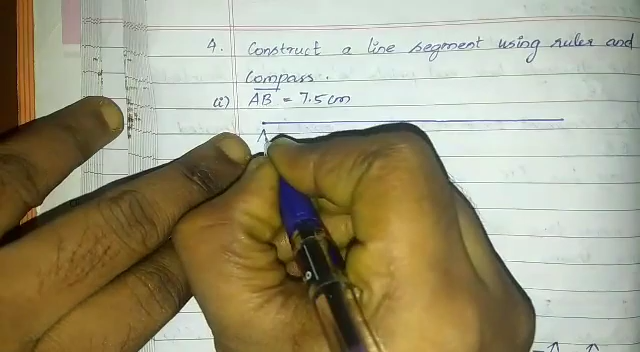 4. Construct a line segment using ruler and
Compass.
(i) AB = 7.5 cm
A